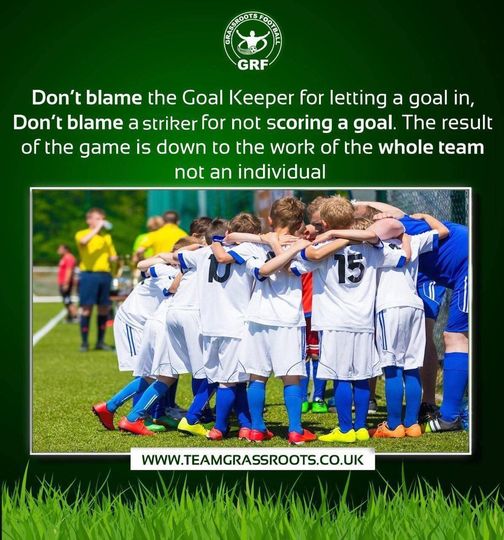 GRASSROOTS FOOTBALL
GRF
Don't blame the Goal Keeper for letting a goal in,
Don't blame a striker for not scoring a goal. The result
of the game is down to the work of the whole team
not an individual
10
15
WWW.TEAMGRASSROOTS.CO.UK